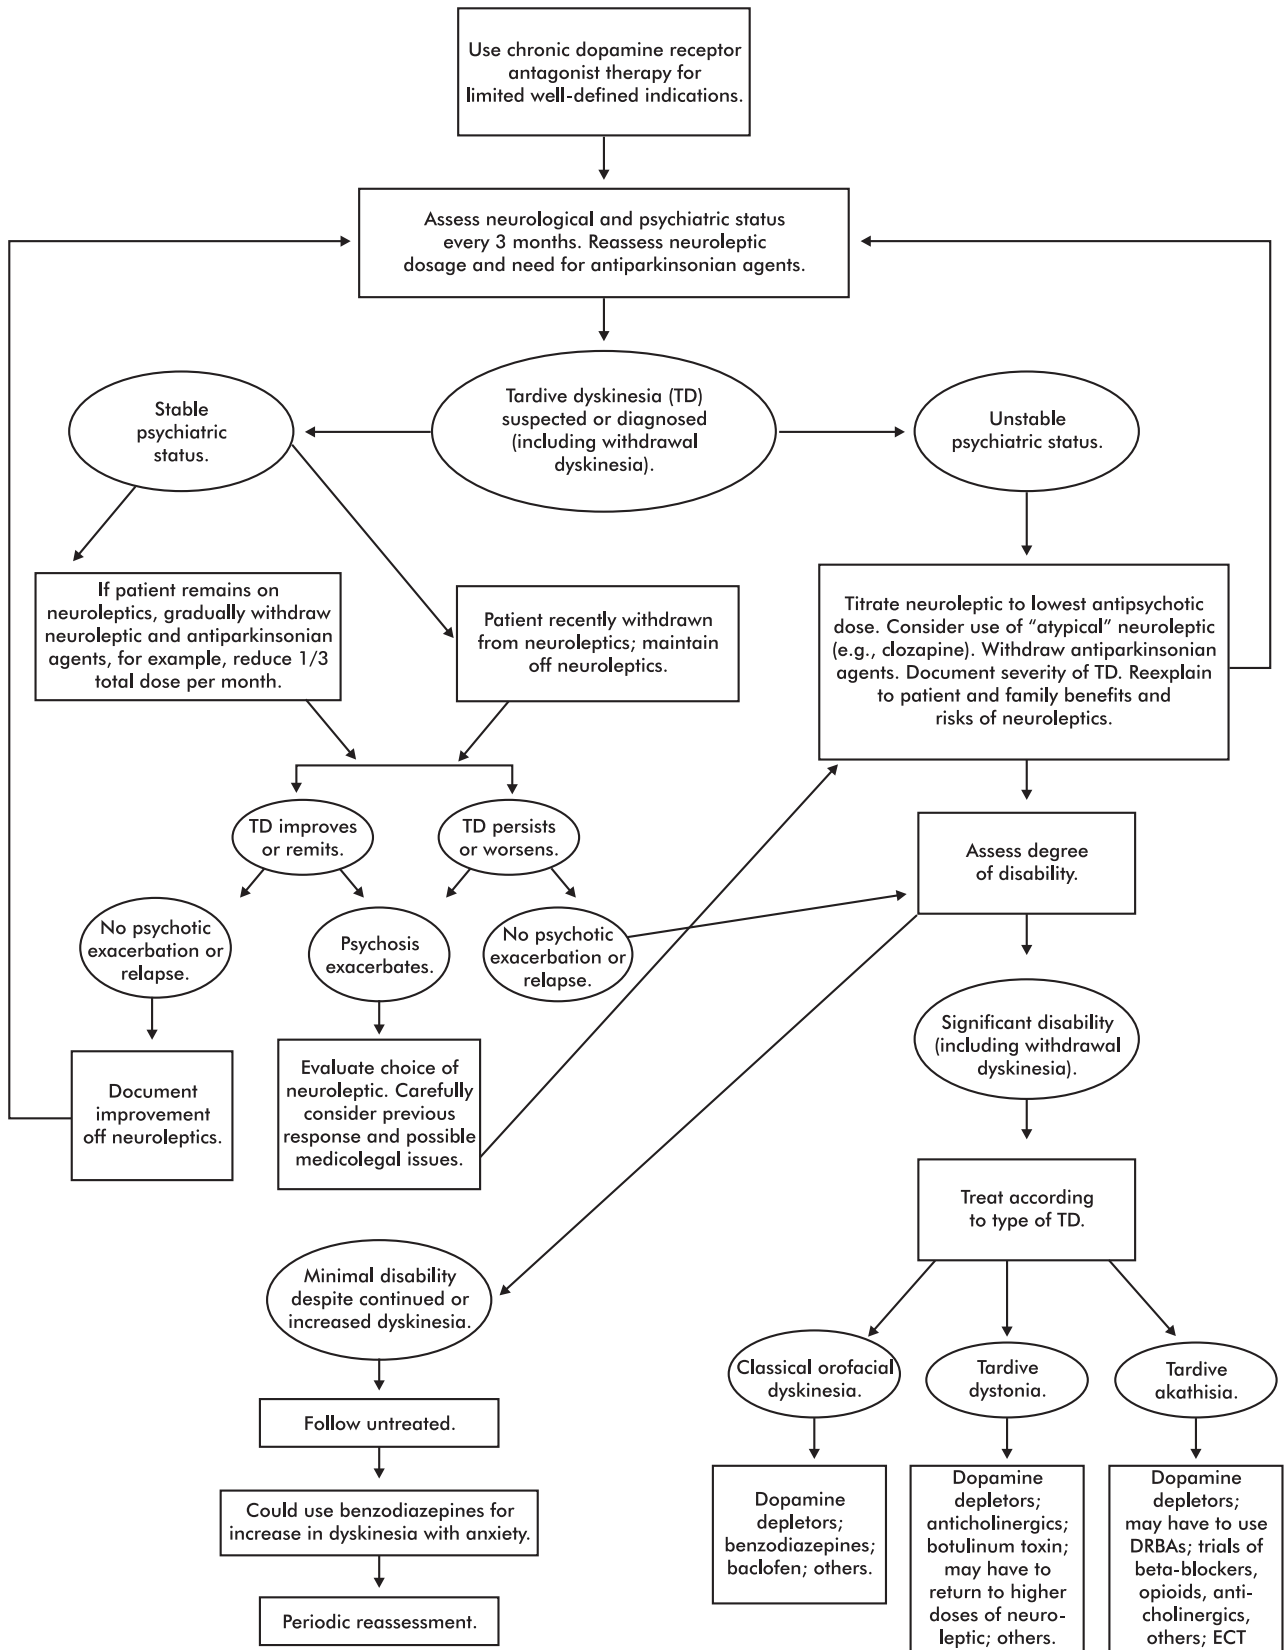 Use chronic dopamine receptor
antagonist therapy for
limited well-defined indications.
Assess neurological and psychiatric status
every 3 months. Reassess neuroleptic
dosage and need for antiparkinsonian agents.
Tardive dyskinesia (TD)
suspected or diagnosed
(including withdrawal
dyskinesia).
Stable
psychiatric
status.
Unstable
psychiatric status.
If patient remains on
neuroleptics, gradually withdraw
neuroleptic and antiparkinsonian
agents, for example, reduce 1/3
total dose per month.
Patient recently withdrawn
from neuroleptics; maintain
off neuroleptics.
Titrate neuroleptic to lowest antipsychotic
dose. Consider use of “atypical” neuroleptic
(e.g., clozapine). Withdraw antiparkinsonian
agents. Document severity of TD. Reexplain
to patient and family benefits and
risks of neuroleptics.
TD improves
or remits.
TD persists
or worsens.
Assess degree
of disability.
No psychotic
exacerbation or
relapse.
Psychosis
exacerbates.
No psychotic
exacerbation or
relapse.
Significant disability
(including withdrawal
dyskinesia).
Document
improvement
off neuroleptics.
Evaluate choice of
neuroleptic. Carefully
consider previous
response and possible
medicolegal issues.
Treat according
to type of TD.
Minimal disability
despite continued or
increased dyskinesia.
Classical orofacial
dyskinesia.
Tardive
dystonia.
Tardive
akathisia.
Follow untreated.
Could use benzodiazepines for
increase in dyskinesia with anxiety.
Periodic reassessment.
Dopamine
depletors;
benzodiazepines;
baclofen; others.
Dopamine
depletors;
anticholinergics;
botulinum toxin;
may have to
return to higher
doses of neuro-
leptic; others.
Dopamine
depletors;
may have to use
DRBAs; trials of
beta-blockers,
opioids, anti-
cholinergics,
others; ECT